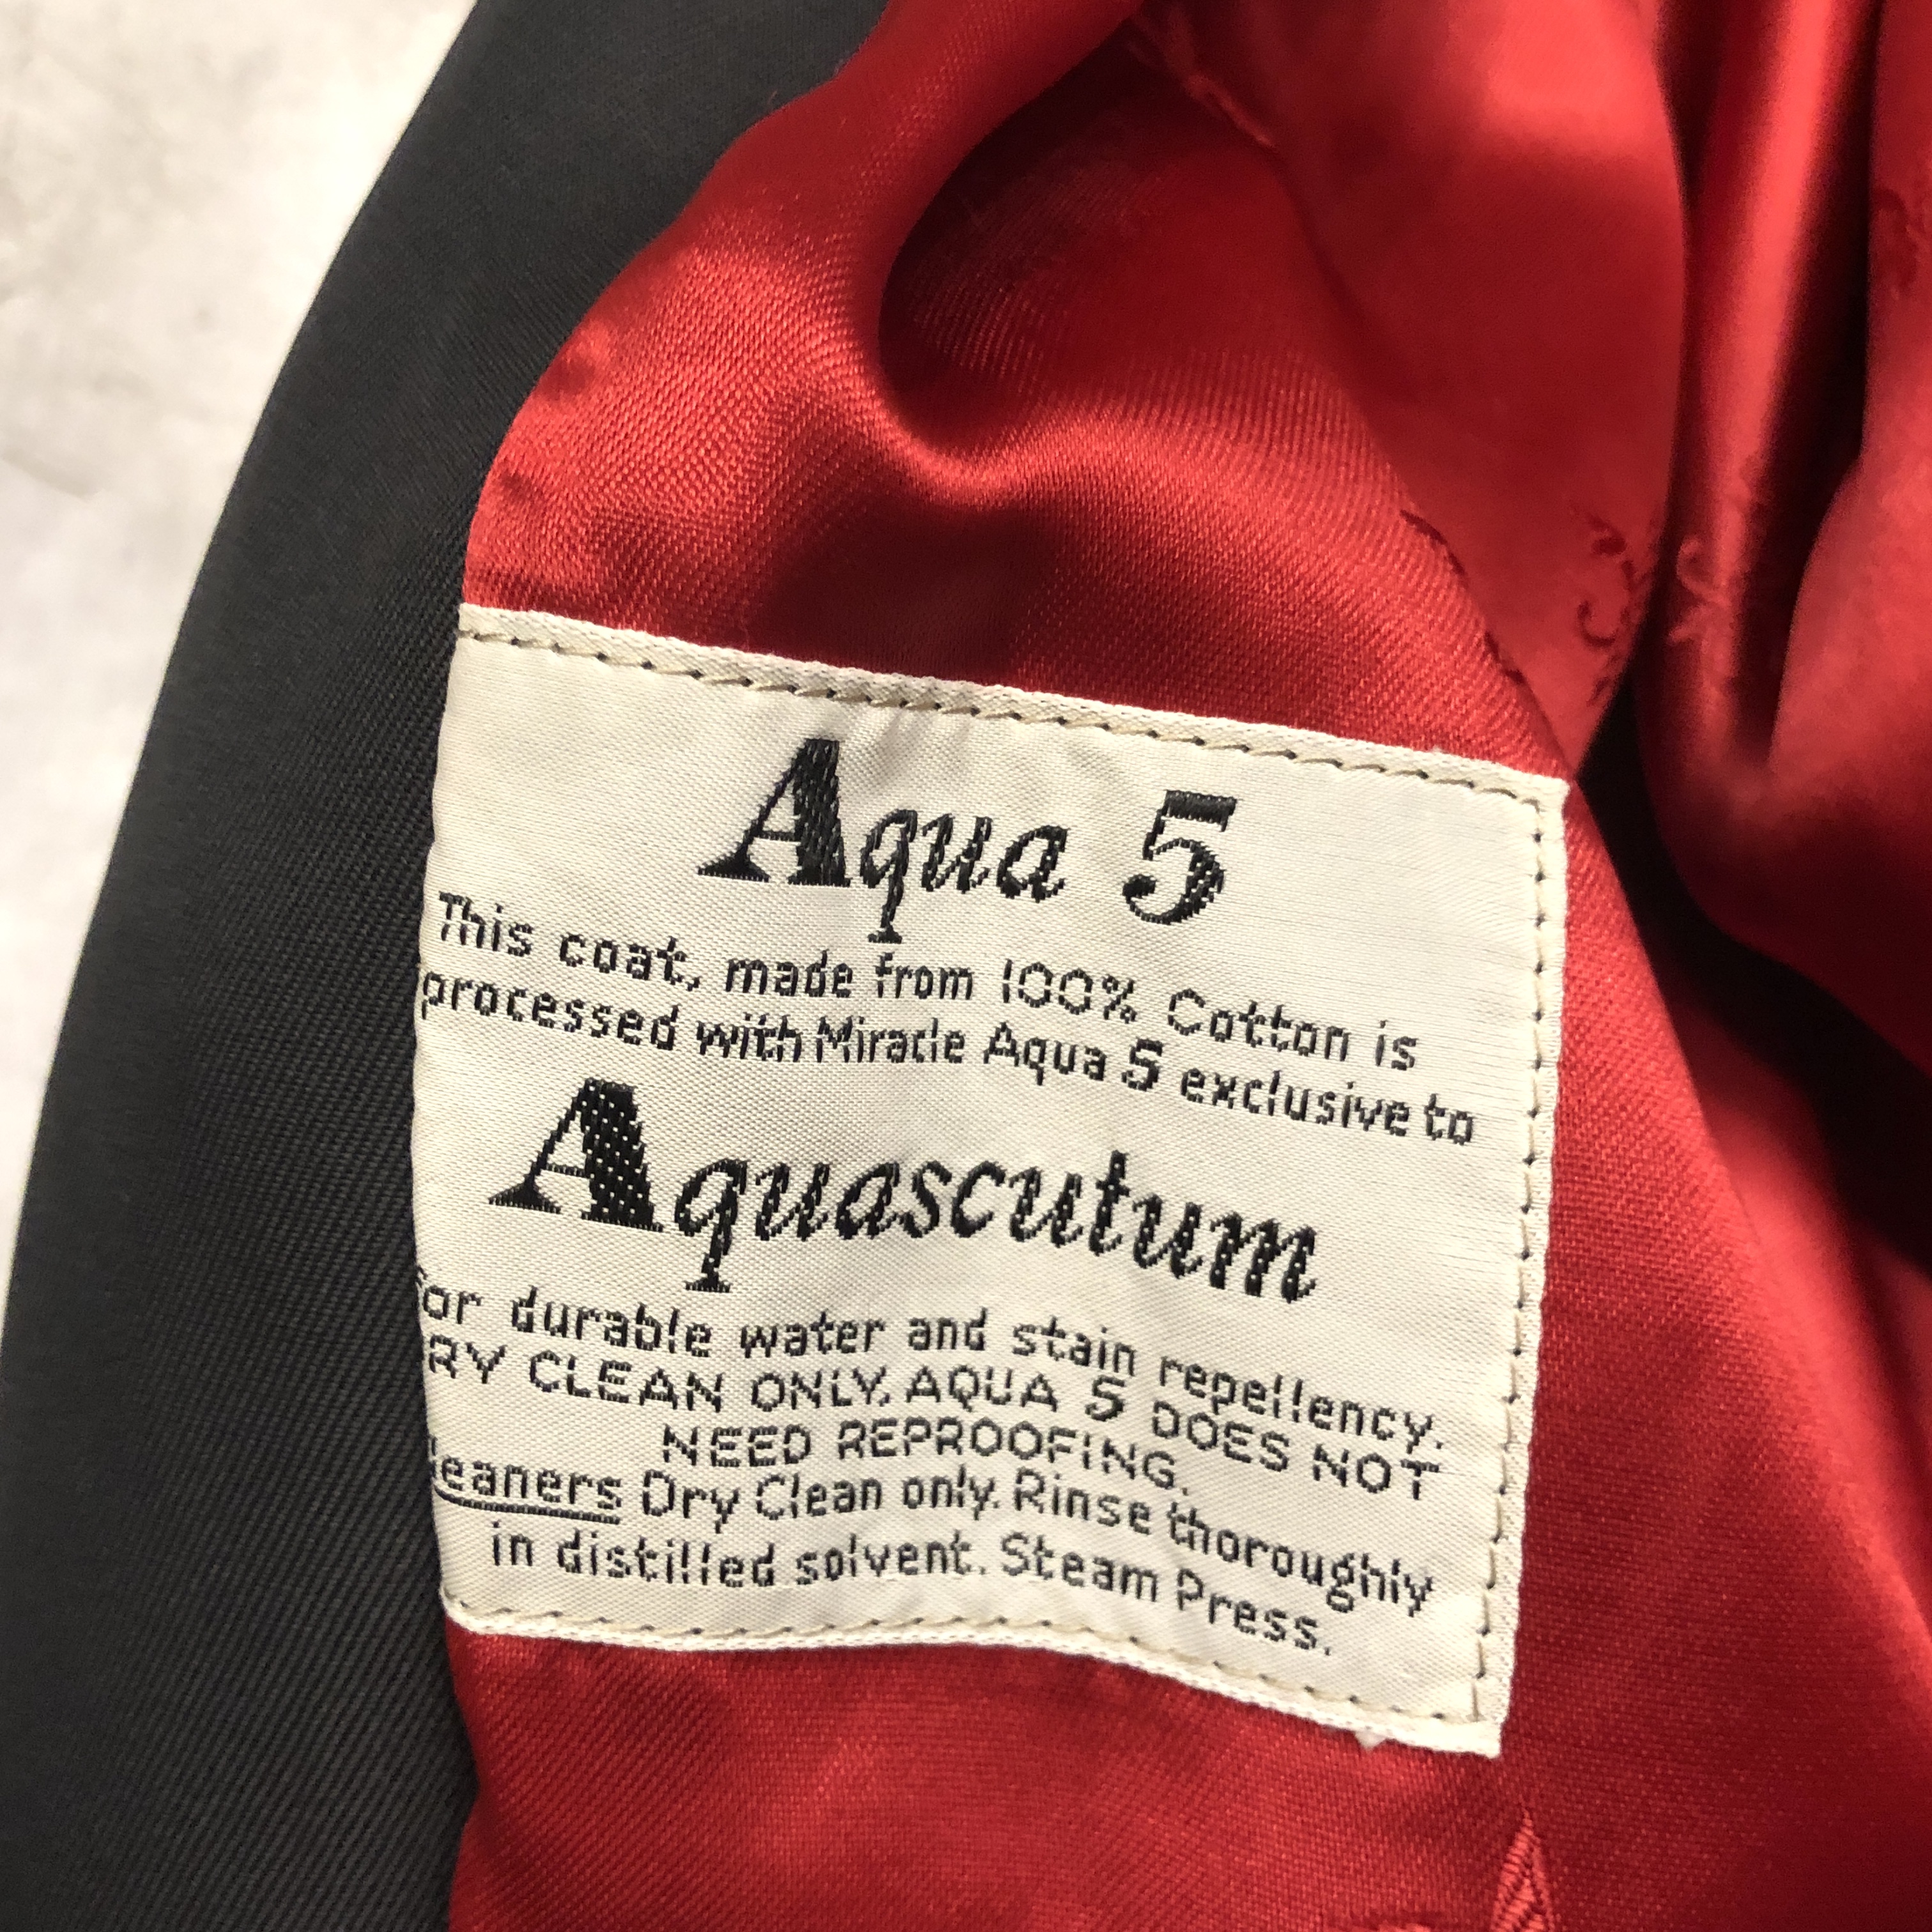 Aqua 5
This coat, made from 100% Cotton is
processed with Miracle Aqua 5 exclusive to
Aquascutum
For durable water and stain repellency.
DRY CLEAN ONLY, AQUA 5 DOES NOT
NEED REPROOFING.
Cleaners Dry Clean only. Rinse thoroughly
in distilled solvent. Steam Press.